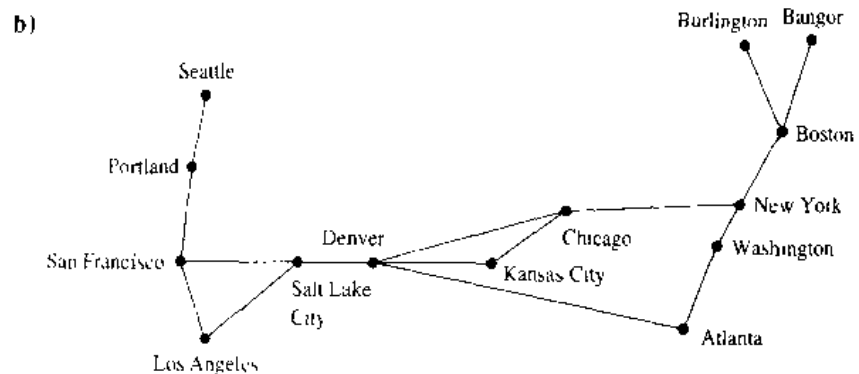 b)
Burlington
Bangor
Seattle
Boston
Portland
New York
Denver
Chicago
Washington
San Francisco
Kansas City
Salt Lake
City
Atlanta
Los Angeles